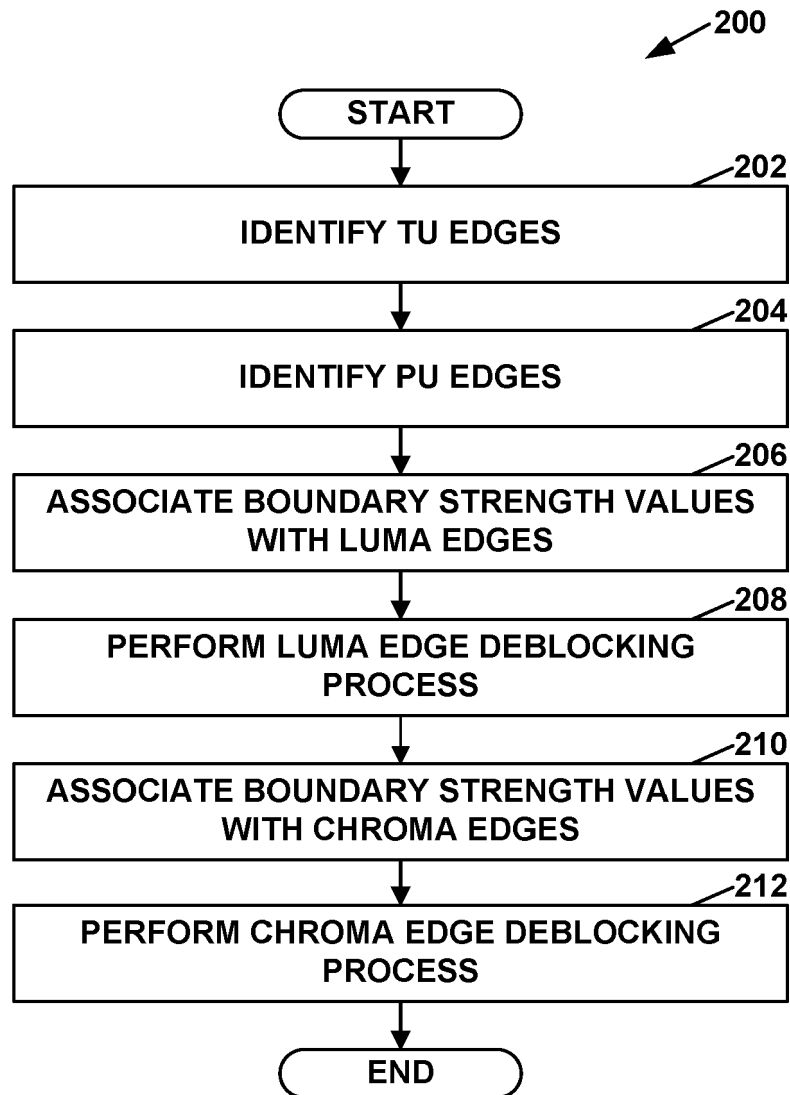 200
START
202
IDENTIFY TU EDGES
204
IDENTIFY PU EDGES
206
ASSOCIATE BOUNDARY STRENGTH VALUES
WITH LUMA EDGES
208
PERFORM LUMA EDGE DEBLOCKING
PROCESS
210
ASSOCIATE BOUNDARY STRENGTH VALUES
WITH CHROMA EDGES
212
PERFORM CHROMA EDGE DEBLOCKING
PROCESS
END